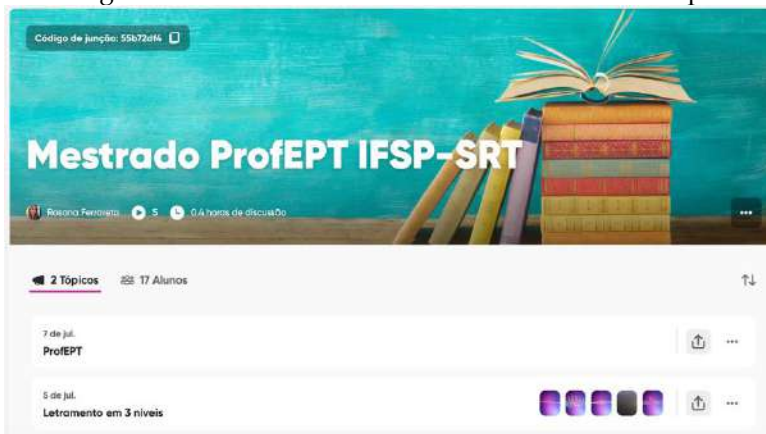 Código de junção: 55b72df4
Mestrado ProfEPT IFSP-SRT
Rosana Ferrareto 5 0.4 horas de discussão
2 Tópicos 17 Alunos
7 de jul.
ProfEPT
5 de jul.
Letramento em 3 níveis